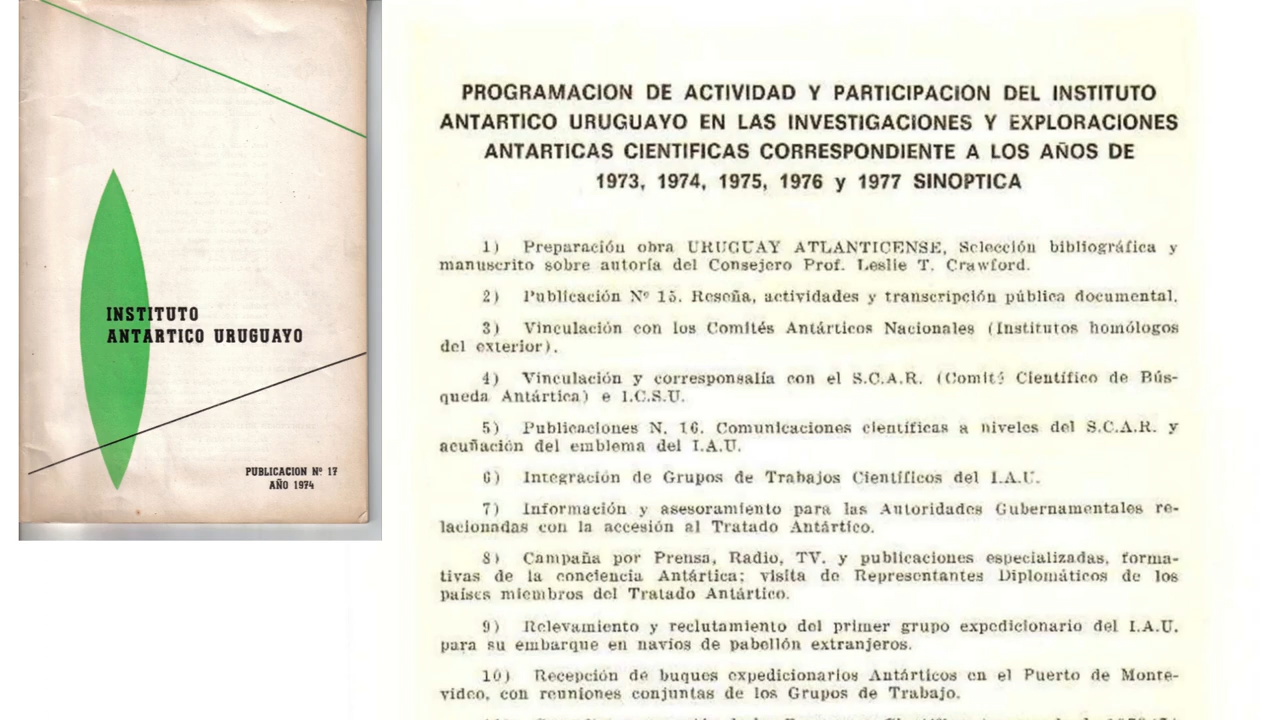 INSTITUTO
ANTARTICO URUGUAYO
PUBLICACION Nº 17
AÑO 1974
PROGRAMACION DE ACTIVIDAD Y PARTICIPACION DEL INSTITUTO
ANTARTICO URUGUAYO EN LAS INVESTIGACIONES Y EXPLORACIONES
ANTARTICAS CIENTIFICAS CORRESPONDIENTE A LOS AÑOS DE
1973, 1974, 1975, 1976 y 1977 SINOPTICA
1) Preparación obra URUGUAY ATLANTICENSE, Selección bibliográfica y
manuscrito sobre autoría del Consejero Prof. Leslie T. Crawford.
2) Publicación Nº 15. Reseña, actividades y transcripción pública documental.
3) Vinculación con los Comités Antárticos Nacionales (Institutos homólogos
del exterior).
4) Vinculación y corresponsalía con el S.C.A.R. (Comité Científico de Bús-
queda Antártica) e I.C.S.U.
5) Publicaciones N. 16. Comunicaciones científicas a niveles del S.C.A.R. y
acuñación del emblema del I.A.U.
6) Integración de Grupos de Trabajos Científicos del I.A.U.
7) Información y asesoramiento para las Autoridades Gubernamentales re-
lacionadas con la accesión al Tratado Antártico.
8) Campaña por Prensa, Radio, TV. y publicaciones especializadas, forma-
tivas de la conciencia Antártica; visita de Representantes Diplomáticos de los
países miembros del Tratado Antártico.
9) Relevamiento y reclutamiento del primer grupo expedicionario del I.A.U.
para su embarque en navios de pabellón extranjeros.
10) Recepción de buques expedicionarios Antárticos en el Puerto de Monte-
video, con reuniones conjuntas de los Grupos de Trabajo.